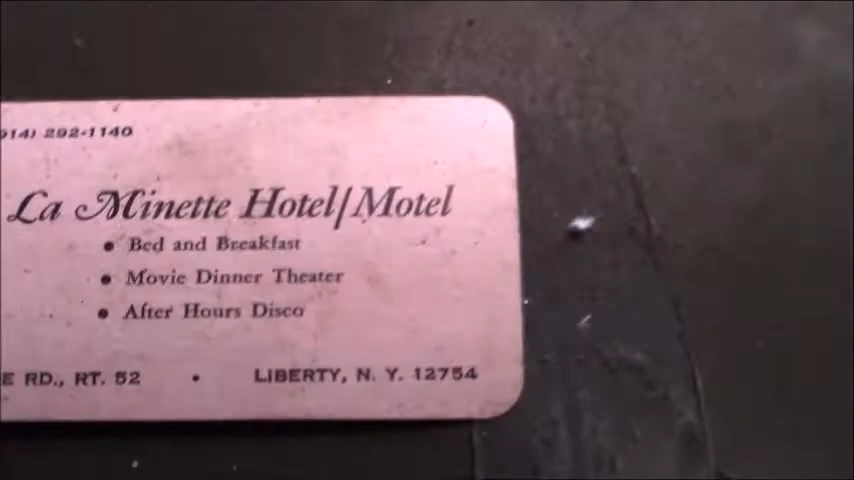 914) 292-1140
La Minette Hotel/Motel
• Bed and Breakfast
• Movie Dinner Theater
• After Hours Disco
E RD., RT. 52 • LIBERTY, N. Y. 12754